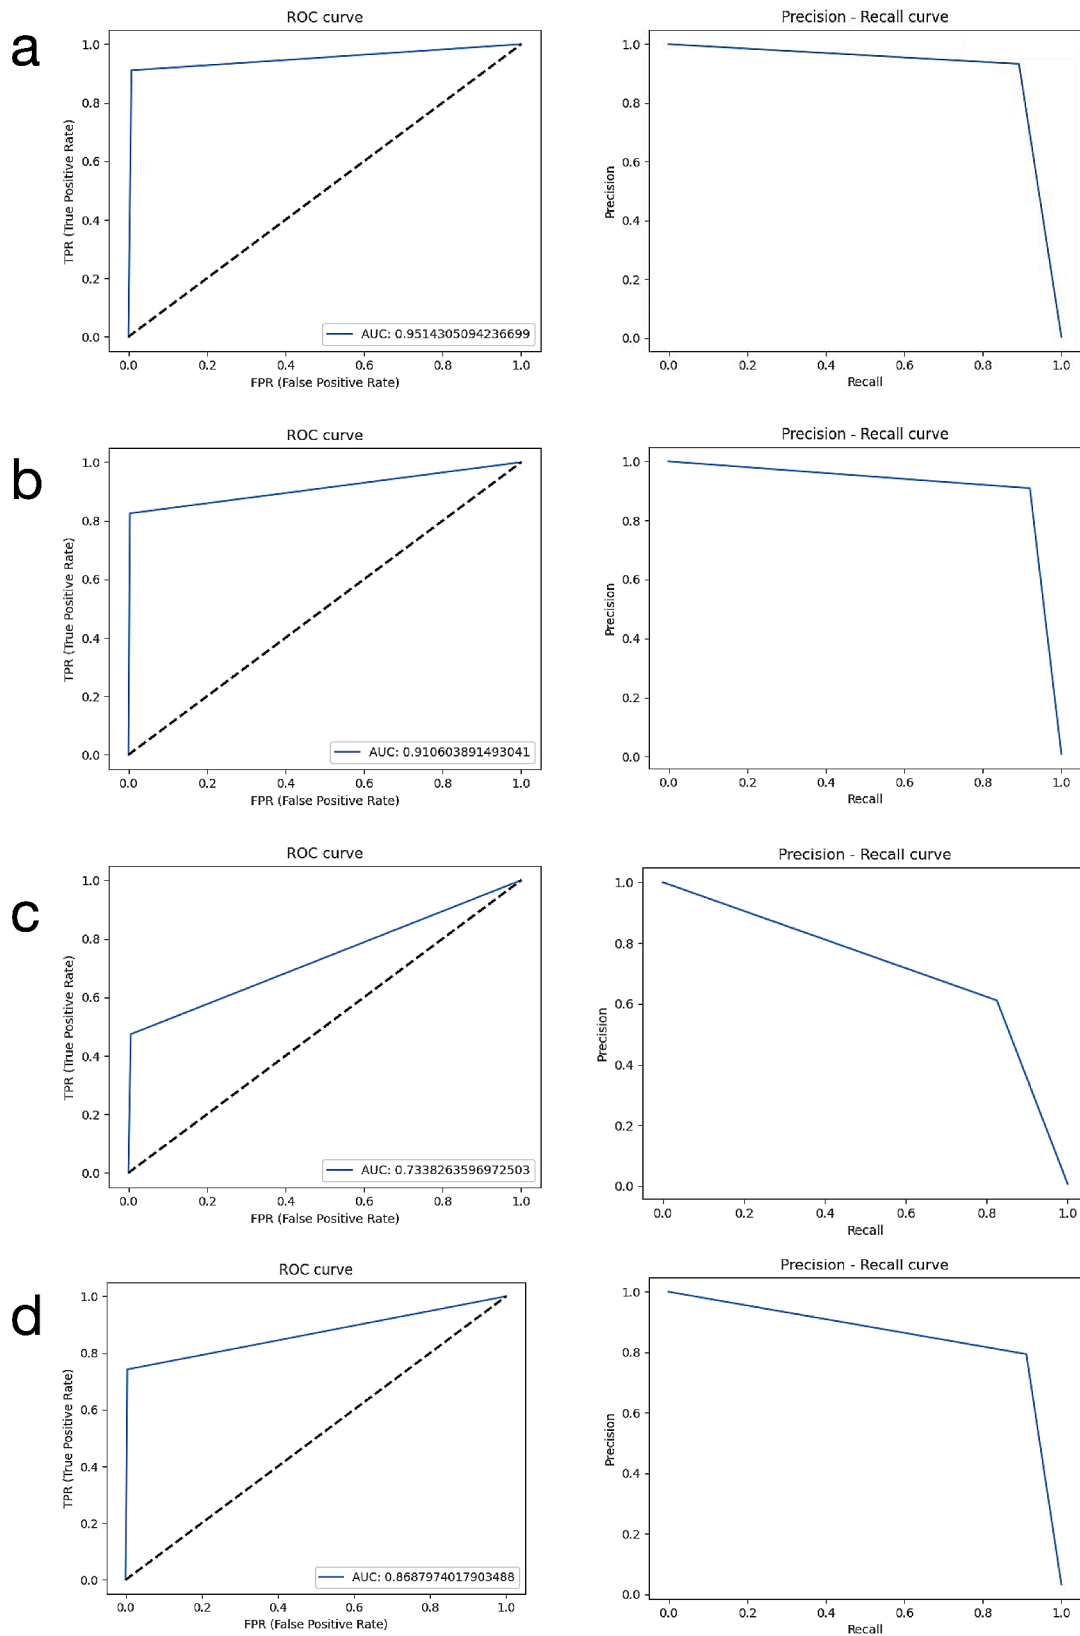 a
ROC curve
TPR (True Positive Rate)
1.0
0.8
0.6
0.4
0.2
0.0
AUC: 0.9514305094236699
0.0 0.2 0.4 0.6 0.8 1.0
FPR (False Positive Rate)
Precision - Recall curve
Precision
1.0
0.8
0.6
0.4
0.2
0.0
0.0 0.2 0.4 0.6 0.8 1.0
Recall
b
ROC curve
TPR (True Positive Rate)
1.0
0.8
0.6
0.4
0.2
0.0
AUC: 0.910603891493041
0.0 0.2 0.4 0.6 0.8 1.0
FPR (False Positive Rate)
Precision - Recall curve
Precision
1.0
0.8
0.6
0.4
0.2
0.0
0.0 0.2 0.4 0.6 0.8 1.0
Recall
c
ROC curve
TPR (True Positive Rate)
1.0
0.8
0.6
0.4
0.2
0.0
AUC: 0.7338263596972503
0.0 0.2 0.4 0.6 0.8 1.0
FPR (False Positive Rate)
Precision - Recall curve
Precision
1.0
0.8
0.6
0.4
0.2
0.0
0.0 0.2 0.4 0.6 0.8 1.0
Recall
d
ROC curve
TPR (True Positive Rate)
1.0
0.8
0.6
0.4
0.2
0.0
AUC: 0.8687974017903488
0.0 0.2 0.4 0.6 0.8 1.0
FPR (False Positive Rate)
Precision - Recall curve
Precision
1.0
0.8
0.6
0.4
0.2
0.0
0.0 0.2 0.4 0.6 0.8 1.0
Recall